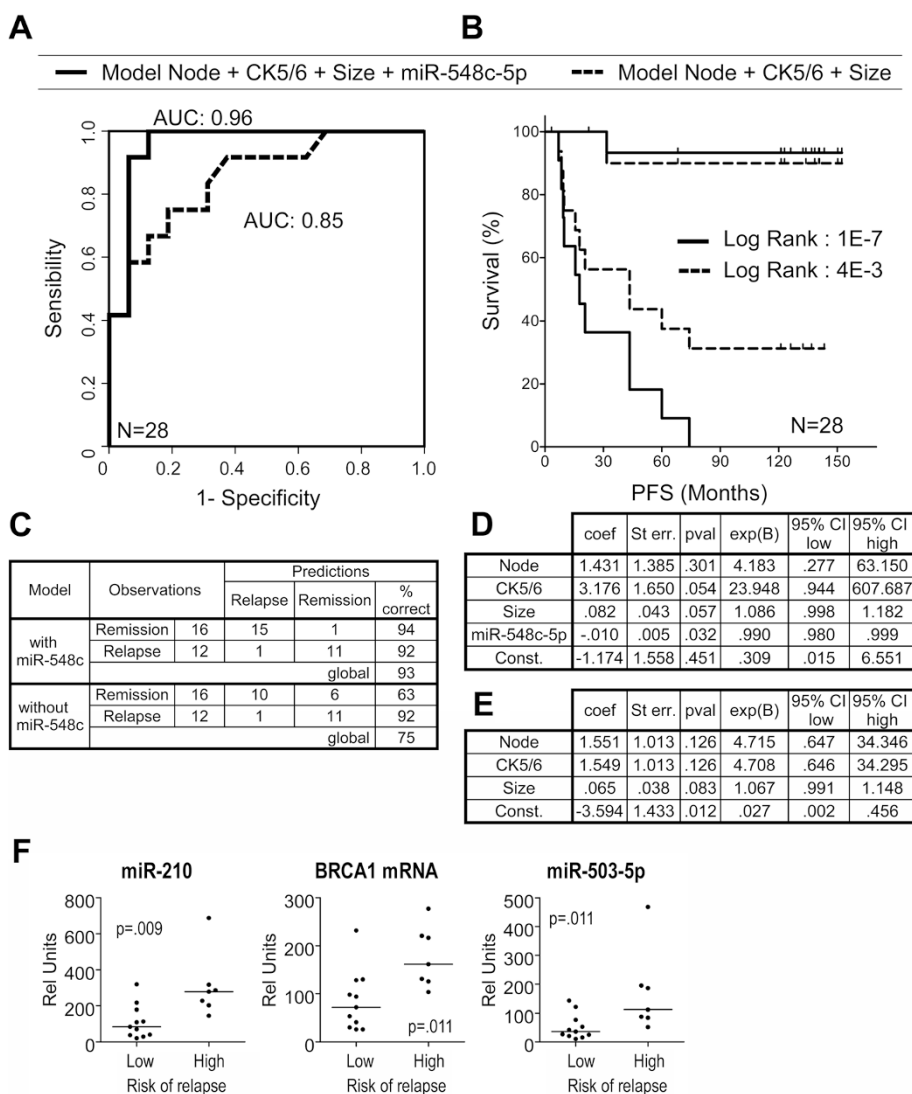 A
B
Model Node + CK5/6 + Size + miR-548c-5p
Model Node + CK5/6 + Size
AUC: 0.96
AUC: 0.85
N=28
Sensibility
0 0.2 0.4 0.6 0.8 1.0
0 0.2 0.4 0.6 0.8 1.0
1- Specificity
Survival (%)
100
80
60
40
20
0
Log Rank : 1E-7
Log Rank : 4E-3
N=28
0 30 60 90 120 150
PFS (Months)
C
Model Observations Predictions
Relapse Remission % correct
with miR-548c Remission 16 15 1 94
Relapse 12 1 11 92
global 93
without miR-548c Remission 16 10 6 63
Relapse 12 1 11 92
global 75
D
coef St err. pval exp(B) 95% CI low 95% CI high
Node 1.431 1.385 .301 4.183 .277 63.150
CK5/6 3.176 1.650 .054 23.948 .944 607.687
Size .082 .043 .057 1.086 .998 1.182
miR-548c-5p -.010 .005 .032 .990 .980 .999
Const. -1.174 1.558 .451 .309 .015 6.551
E
coef St err. pval exp(B) 95% CI low 95% CI high
Node 1.551 1.013 .126 4.715 .647 34.346
CK5/6 1.549 1.013 .126 4.708 .646 34.295
Size .065 .038 .083 1.067 .991 1.148
Const. -3.594 1.433 .012 .027 .002 .456
F
miR-210
Rel Units
800
600
400
200
0
p=.009
Low High
Risk of relapse
BRCA1 mRNA
Rel Units
300
200
100
0
p=.011
Low High
Risk of relapse
miR-503-5p
Rel Units
500
400
300
200
100
0
p=.011
Low High
Risk of relapse